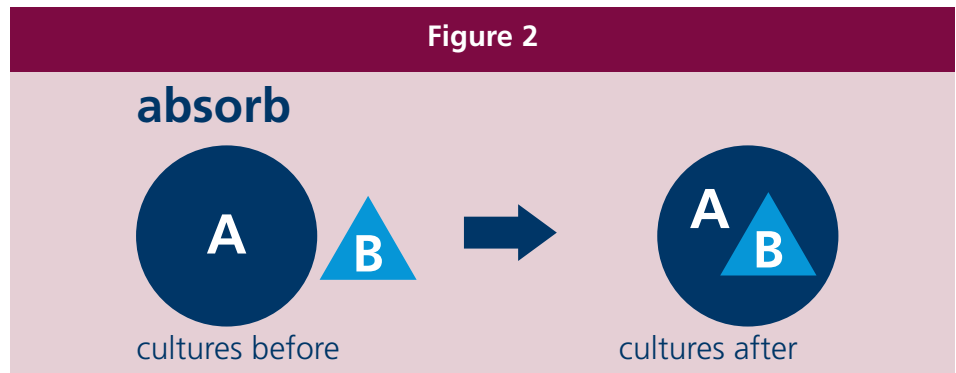 Figure 2
absorb
A
B
A
B
cultures before
cultures after